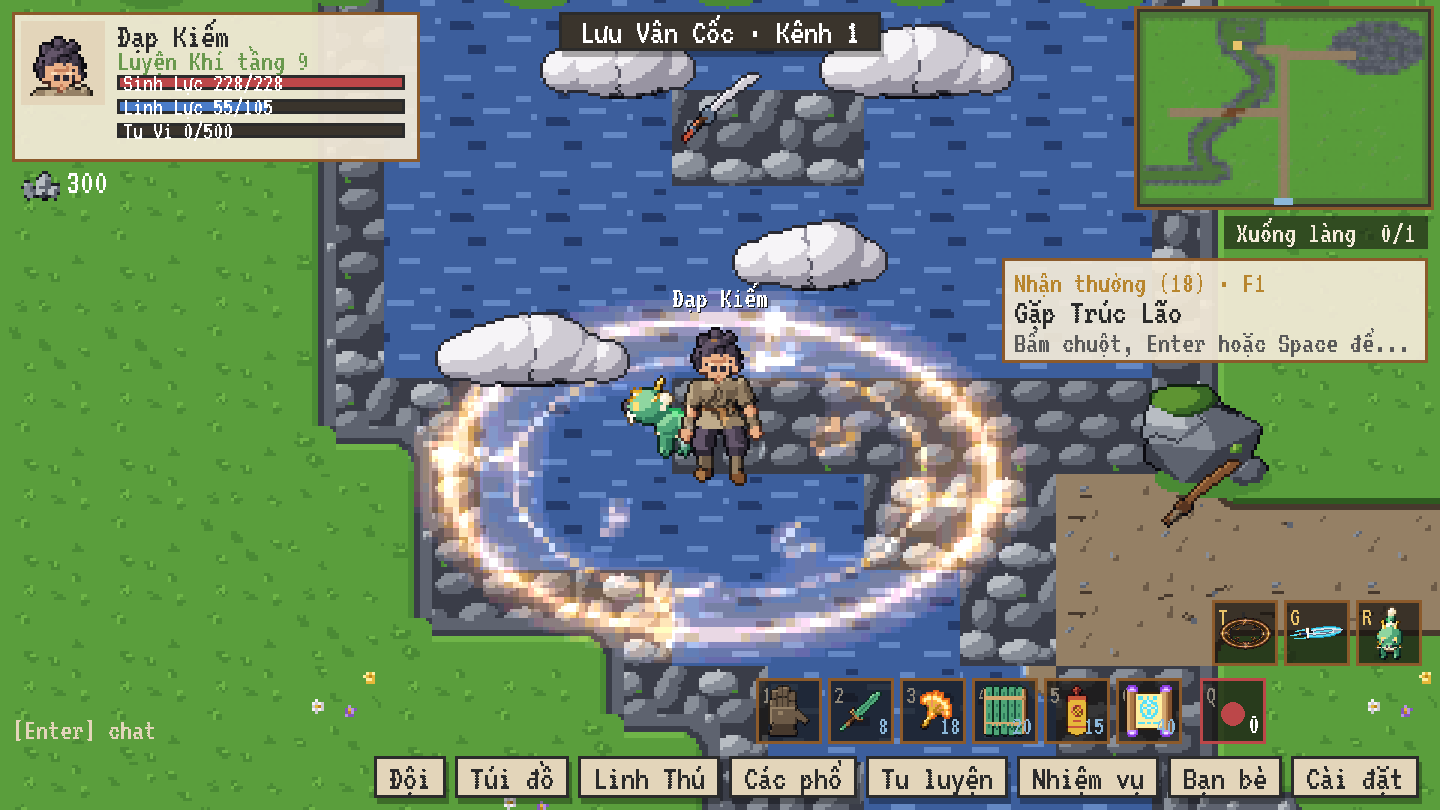 Đạp Kiếm
Luyện Khí tầng 9
Sinh Lực 228/228
Linh Lực 55/105
Tu Vi 0/500
300
Lưu Vân Cốc · Kênh 1
Xuống làng 0/1
Nhận thưởng (18) · F1
Gặp Trúc Lão
Bấm chuột, Enter hoặc Space để...
Đạp Kiếm
T
G
R
1
2
8
3
18
4
20
5
15
Q
0
[Enter] chat
Đội
Túi đồ
Linh Thú
Các phổ
Tu luyện
Nhiệm vụ
Bạn bè
Cài đặt